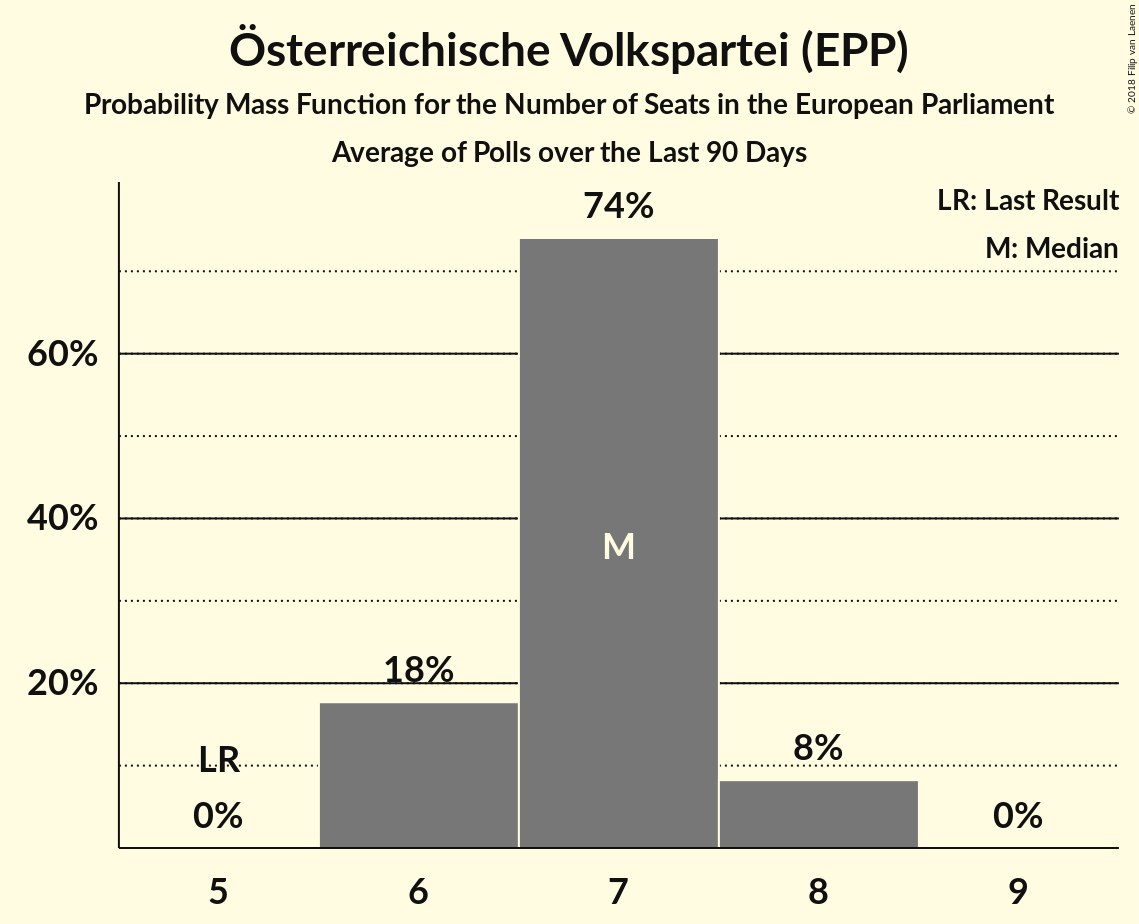 Österreichische Volkspartei (EPP)
Probability Mass Function for the Number of Seats in the European Parliament
Average of Polls over the Last 90 Days
© 2018 Filip van Laenen
LR: Last Result
M: Median
74%
60%
40%
M
18%
20%
LR
8%
0%
0%
5
6
7
8
9